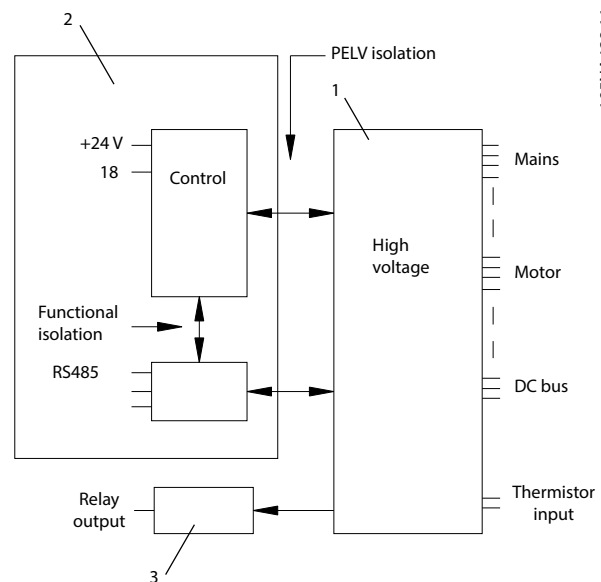 2
PELV isolation
1
+24 V
18
Control
Mains
High
voltage
Motor
Functional
isolation
RS485
DC bus
Relay
output
Thermistor
input
3